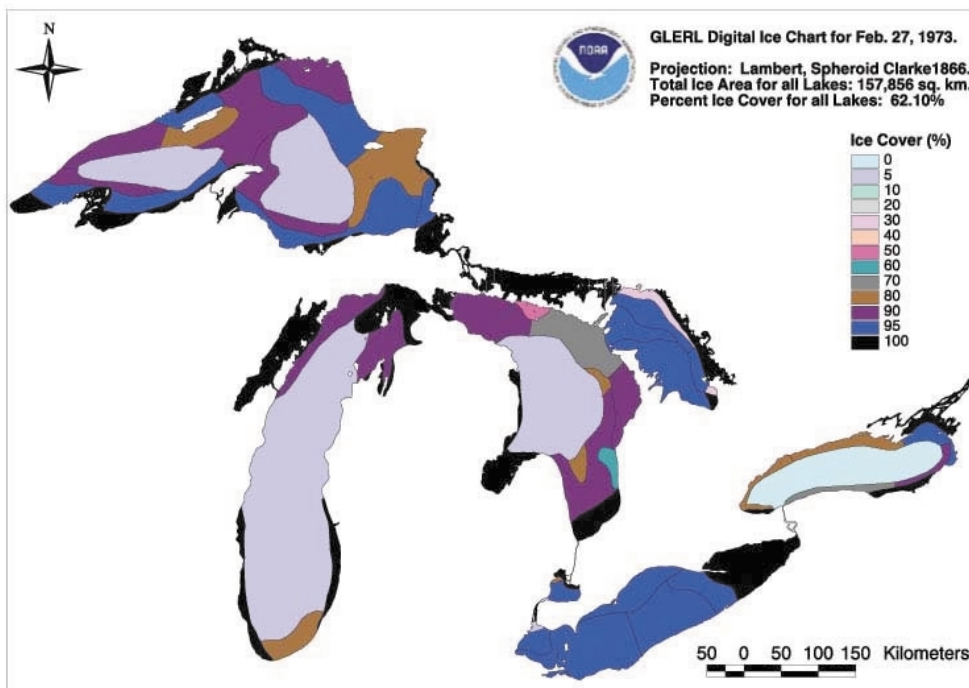 N
NOAA
GLERL Digital Ice Chart for Feb. 27, 1973.
Projection: Lambert, Spheroid Clarke1866.
Total Ice Area for all Lakes: 157,856 sq. km.
Percent Ice Cover for all Lakes: 62.10%
Ice Cover (%)
0
5
10
20
30
40
50
60
70
80
90
95
100
50 0 50 100 150 Kilometers